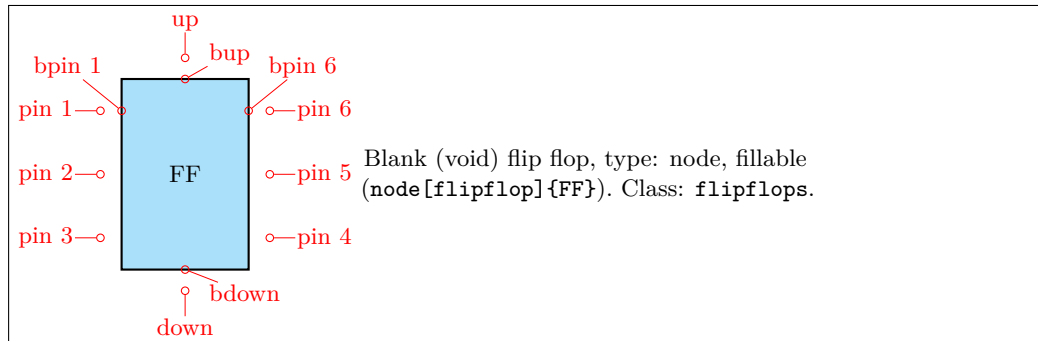 up
bup
bpin 1
bpin 6
pin 1
pin 6
pin 2
FF
pin 5
pin 3
pin 4
bdown
down
Blank (void) flip flop, type: node, fillable
(node[flipflop]{FF}). Class: flipflops.